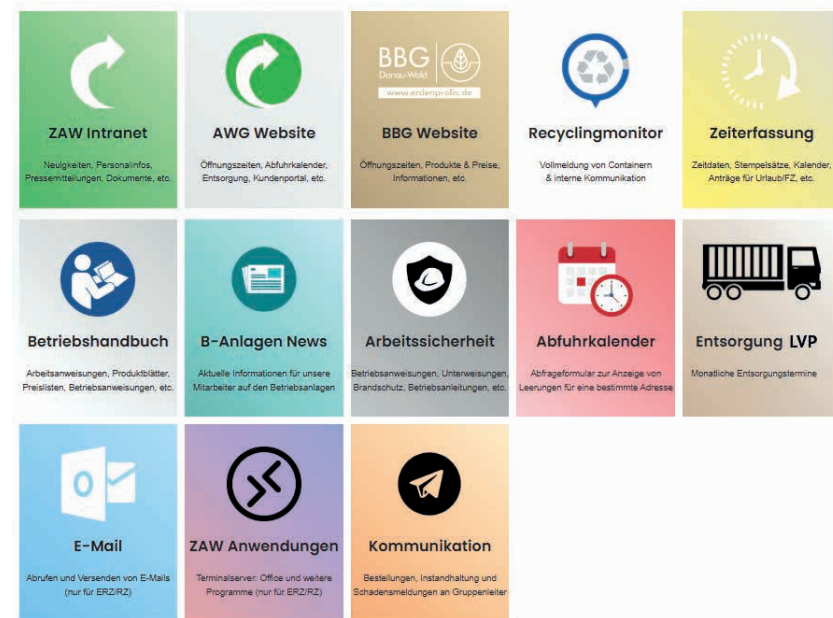 ZAW Intranet
Neuigkeiten, Personalinfos,
Pressemitteilungen, Dokumente, etc.
AWG Website
Öffnungszeiten, Abfuhrkalender,
Entsorgung, Kundenportal, etc.
BBG
Donau-Wald
www.erdenprofis.de
BBG Website
Öffnungszeiten, Produkte & Preise,
Informationen, etc.
Recyclingmonitor
Vollmeldung von Containern
& interne Kommunikation
Zeiterfassung
Zeitdaten, Stempelsätze, Kalender,
Anträge für Urlaub/FZ, etc.
Betriebshandbuch
Arbeitsanweisungen, Produktblätter,
Preislisten, Betriebsanweisungen, etc.
B-Anlagen News
Aktuelle Informationen für unsere
Mitarbeiter auf den Betriebsanlagen
Arbeitssicherheit
Betriebsanweisungen, Unterweisungen,
Brandschutz, Betriebsanleitungen, etc.
Abfuhrkalender
Abfrageformular zur Anzeige von
Leerungen für eine bestimmte Adresse
Entsorgung LVP
Monatliche Entsorgungstermine
O
E-Mail
Abrufen und Versenden von E-Mails
(nur für ERZ/RZ)
ZAW Anwendungen
Terminalserver: Office und weitere
Programme (nur für ERZ/RZ)
Kommunikation
Bestellungen, Instandhaltung und
Schadensmeldungen an Gruppenleiter